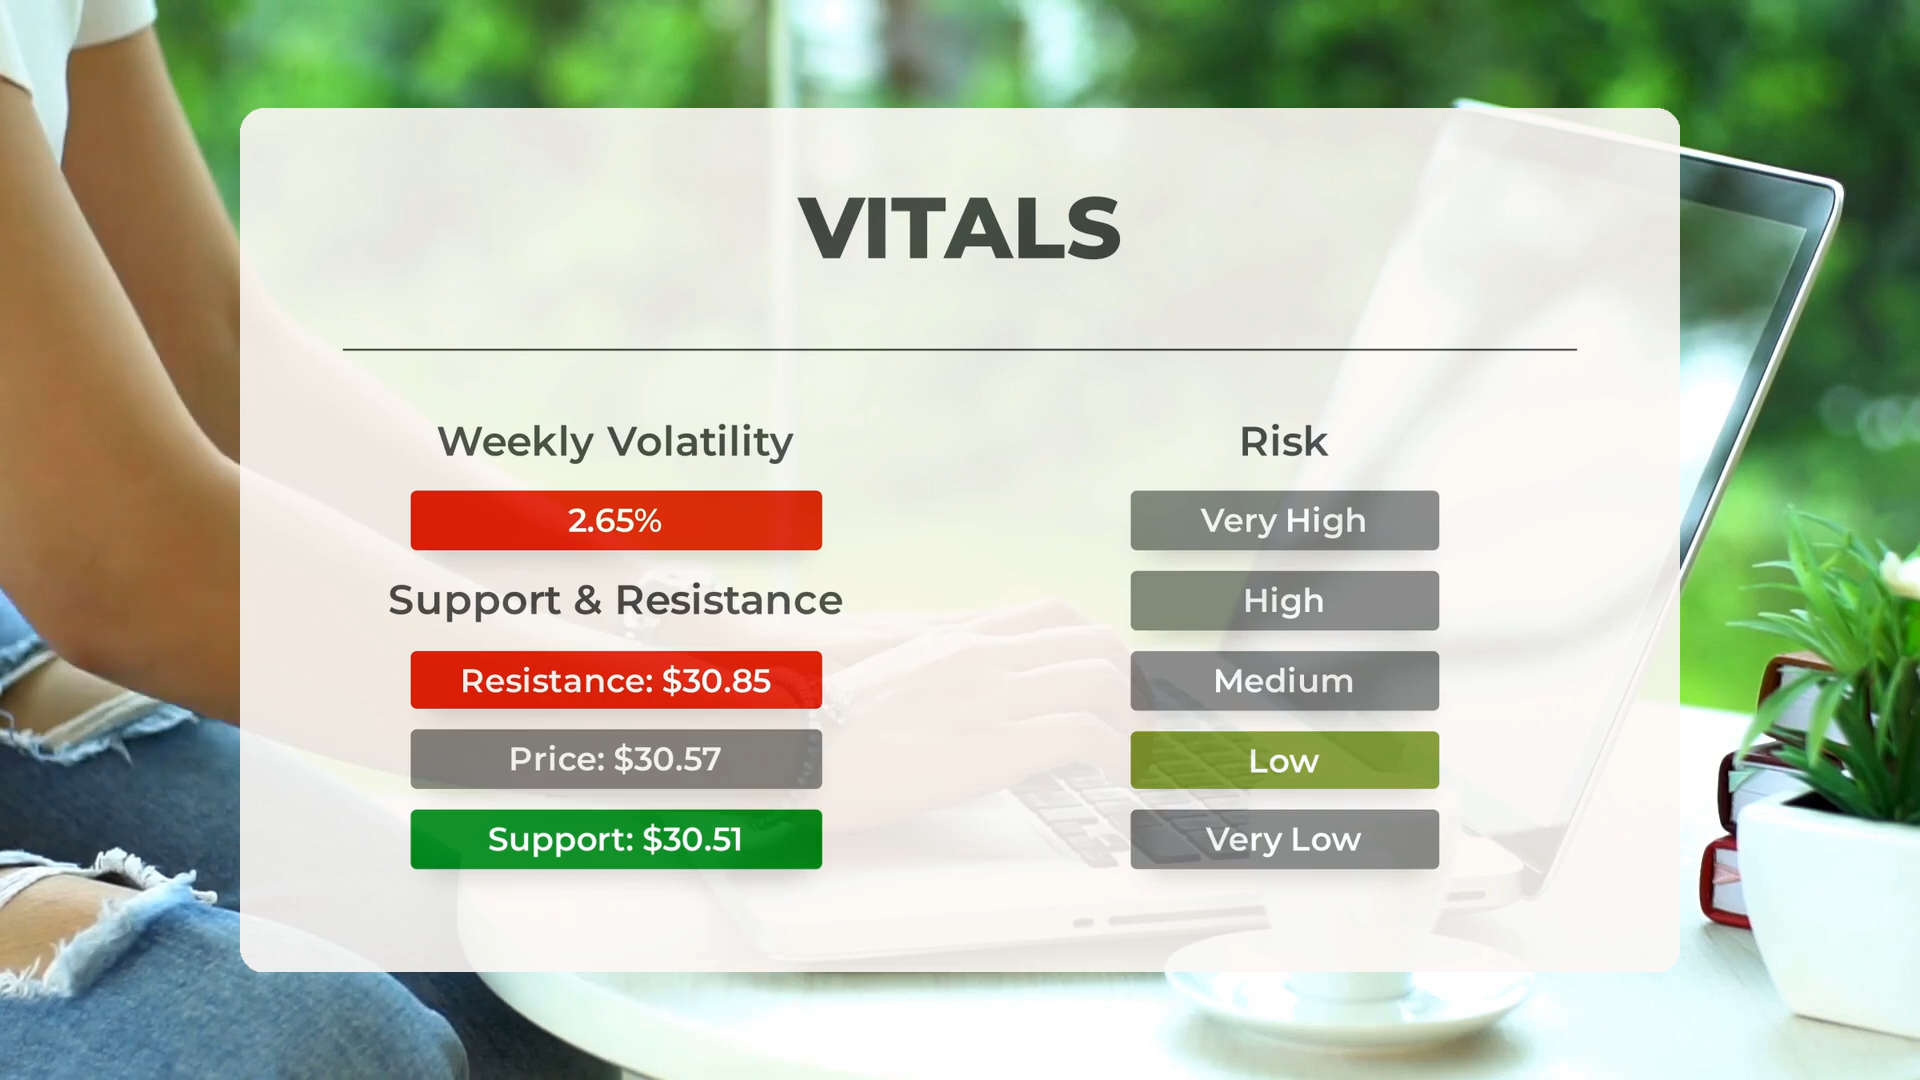 VITALS
Weekly Volatility
2.65%
Support & Resistance
Resistance: $30.85
Price: $30.57
Support: $30.51
Risk
Very High
High
Medium
Low
Very Low